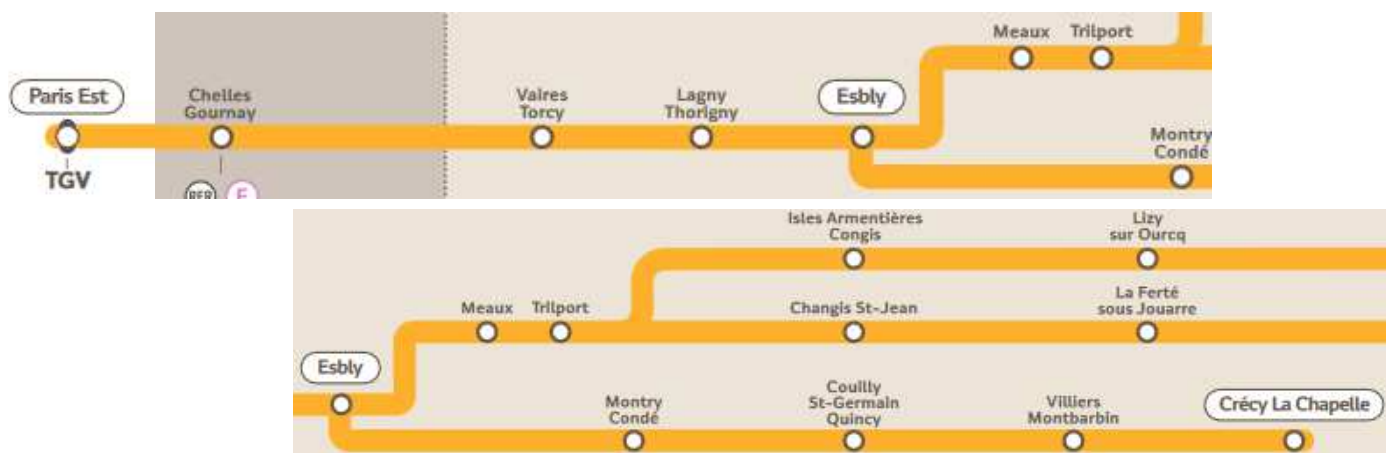 Meaux Trilport
Paris Est
Chelles
Gournay
Vaires
Torcy
Lagny
Thorigny
Esbly
Montry
Condé
TGV
RER E
Isles Armentières
Congis
Lizy
sur Ourcq
Meaux Trilport
Changis St-Jean
La Ferté
sous Jouarre
Esbly
Montry
Condé
Couilly
St-Germain
Quincy
Villiers
Montbarbin
Crécy La Chapelle